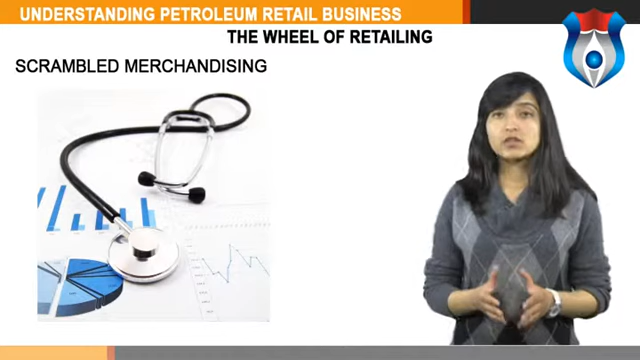 UNDERSTANDING PETROLEUM RETAIL BUSINESS
THE WHEEL OF RETAILING
SCRAMBLED MERCHANDISING